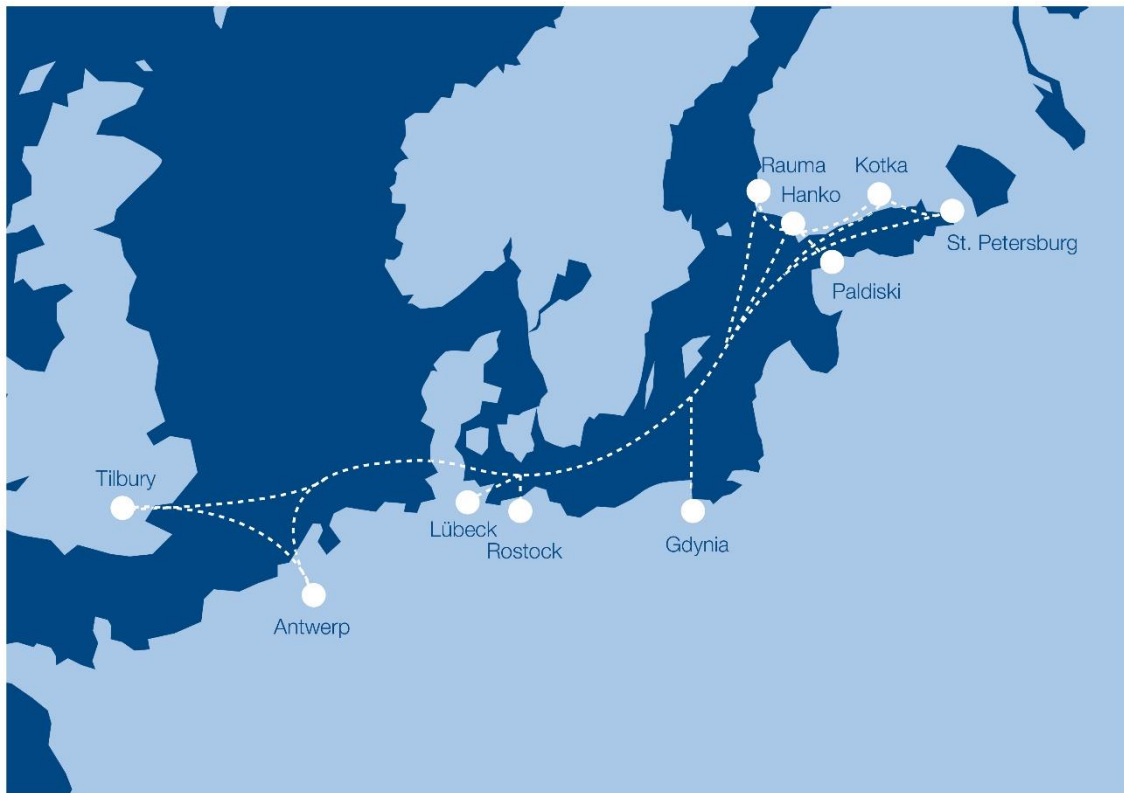 Rauma
Kotka
Hanko
St. Petersburg
Paldiski
Tilbury
Lübeck
Rostock
Gdynia
Antwerp